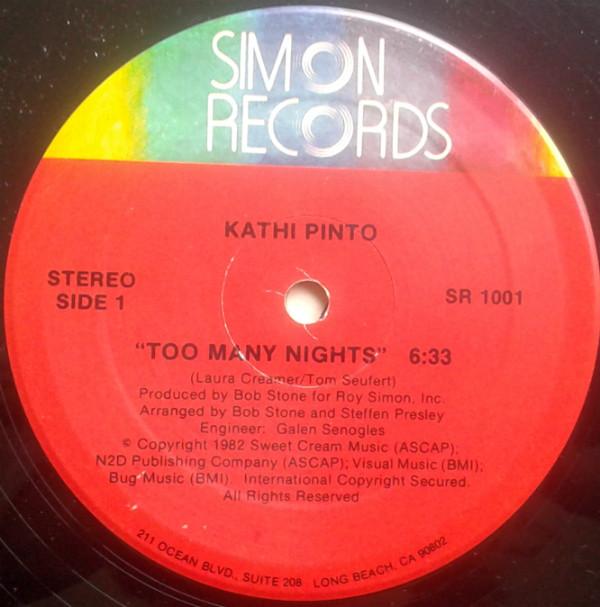 SIMON
RECORDS
KATHI PINTO
STEREO
SIDE 1
SR 1001
"TOO MANY NIGHTS" 6:33
(Laura Creamer/Tom Seufert)
Produced by Bob Stone for Roy Simon, Inc.
Arranged by Bob Stone and Steffen Presley
Engineer: Galen Senogles
© Copyright 1982 Sweet Cream Music (ASCAP);
N2D Publishing Company (ASCAP); Visual Music (BMI);
Bug Music (BMI). International Copyright Secured.
All Rights Reserved
211 OCEAN BLVD., SUITE 208 LONG BEACH, CA 90802